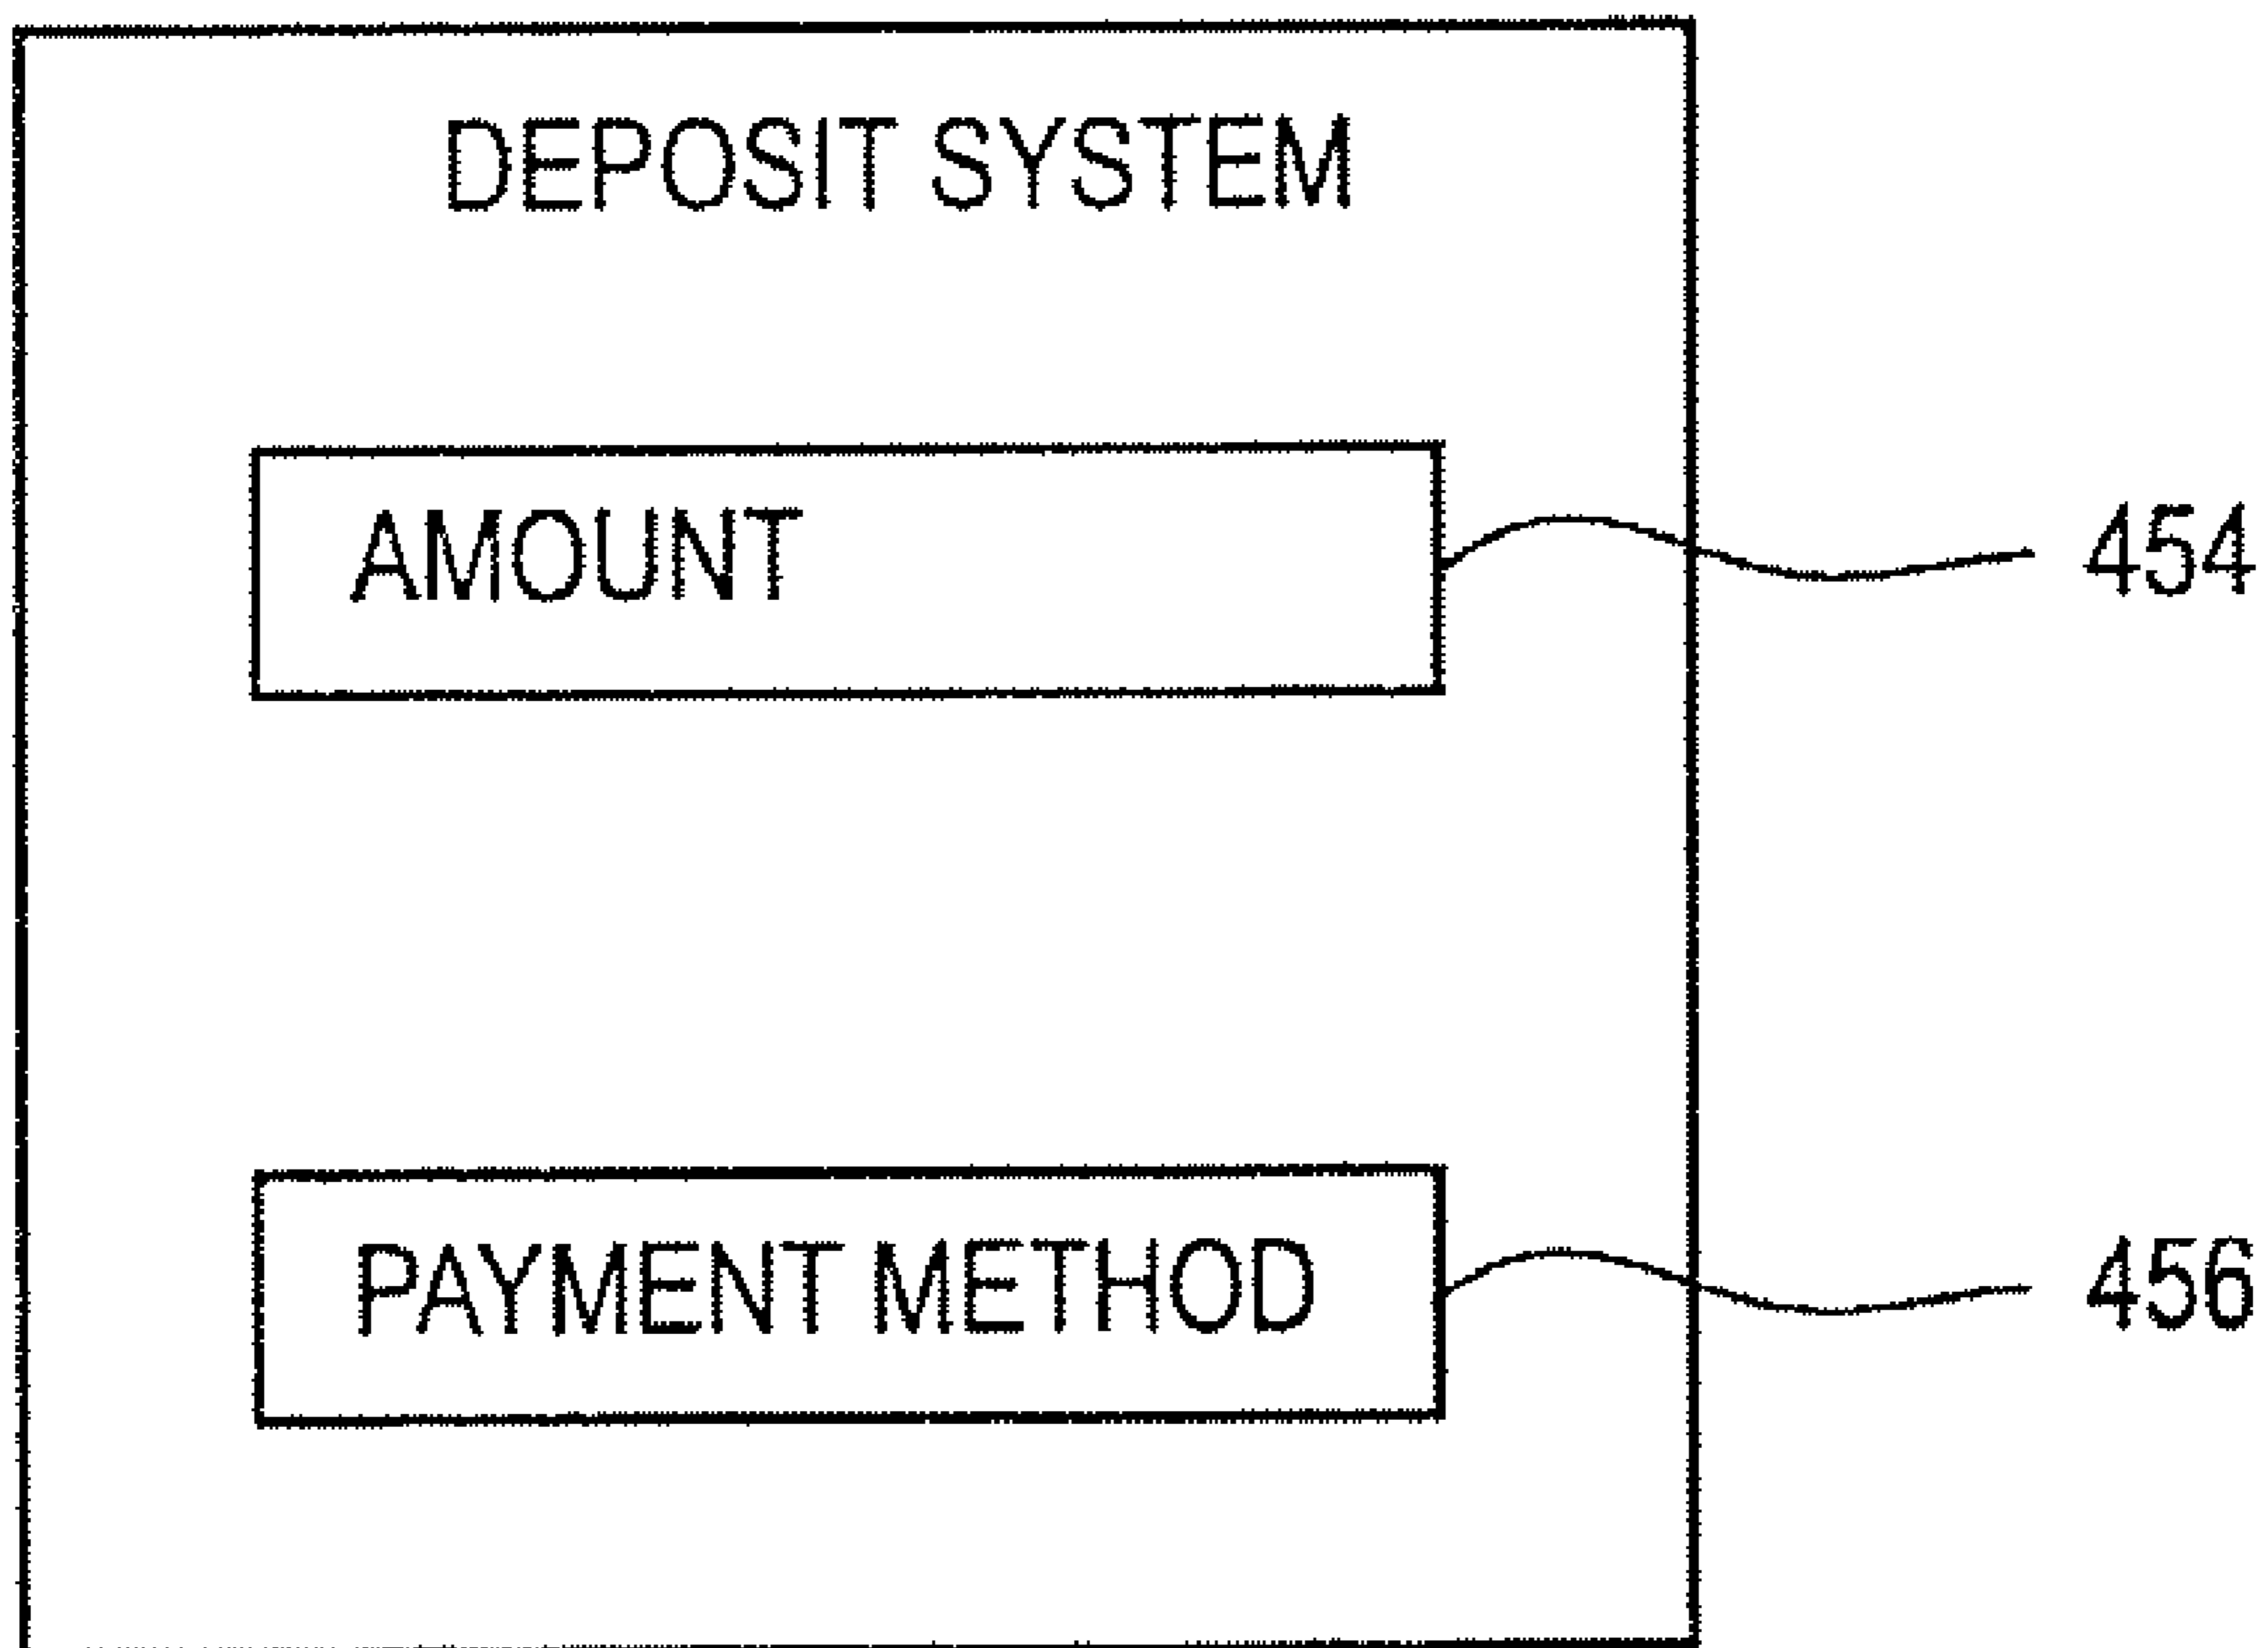 DEPOSIT SYSTEM
AMOUNT
454
PAYMENT METHOD
456